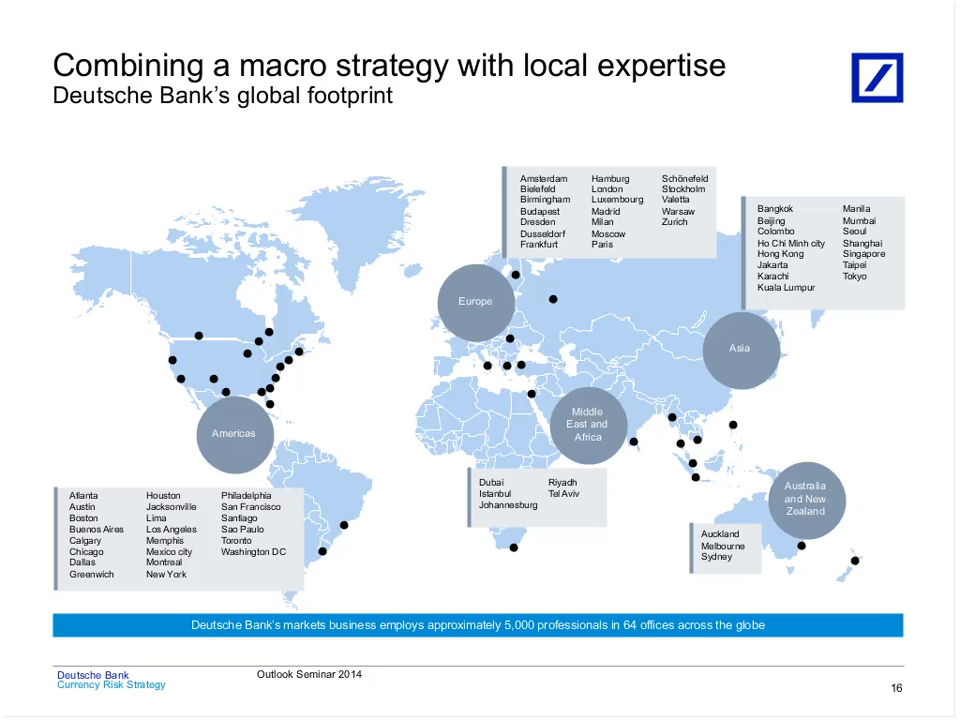 Combining a macro strategy with local expertise
Deutsche Bank's global footprint
Amsterdam Hamburg Schönefeld
Bielefeld London Stockholm
Birmingham Luxembourg Valetta
Budapest Madrid Warsaw
Dresden Milan Zurich
Dusseldorf Moscow
Frankfurt Paris
Bangkok Manila
Beijing Mumbai
Colombo Seoul
Ho Chi Minh city Shanghai
Hong Kong Singapore
Jakarta Taipei
Karachi Tokyo
Kuala Lumpur
Europe
Asia
Middle
East and
Africa
Americas
Dubai Riyadh
Istanbul Tel Aviv
Johannesburg
Australia
and New
Zealand
Atlanta Houston Philadelphia
Austin Jacksonville San Francisco
Boston Lima Santiago
Buenos Aires Los Angeles Sao Paulo
Calgary Memphis Toronto
Chicago Mexico city Washington DC
Dallas Montreal
Greenwich New York
Auckland
Melbourne
Sydney
Deutsche Bank's markets business employs approximately 5,000 professionals in 64 offices across the globe
Deutsche Bank
Currency Risk Strategy
Outlook Seminar 2014
16